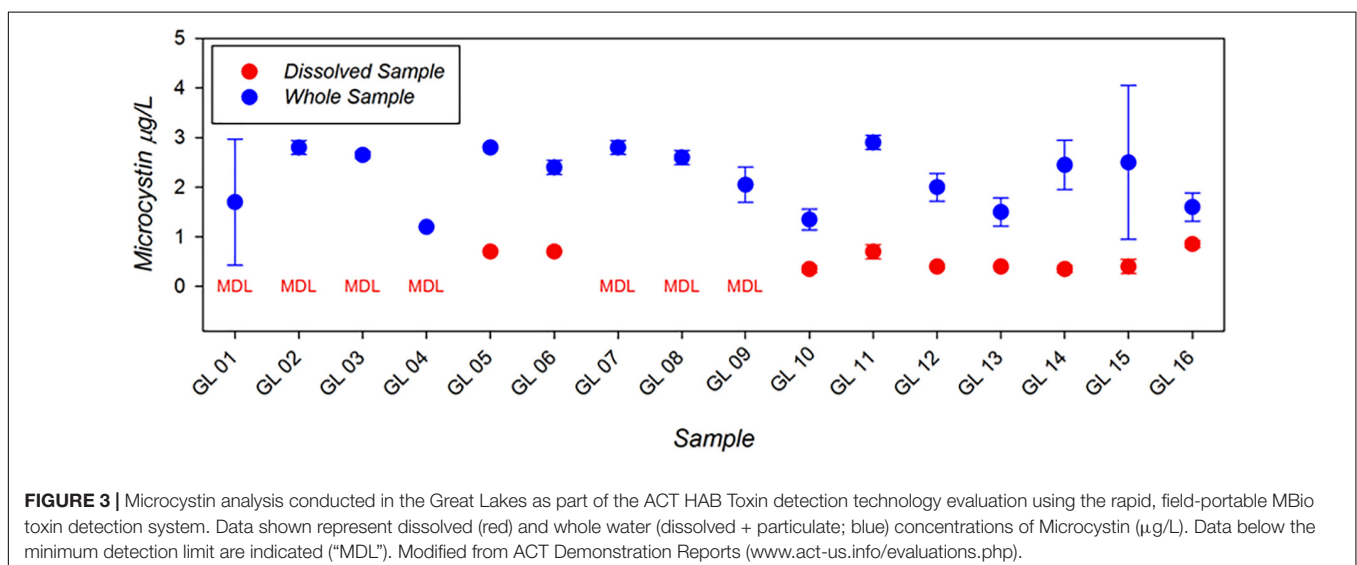 5
4
3
2
1
0
Microcystin µg/L
Dissolved Sample
Whole Sample
MDL MDL MDL MDL MDL MDL MDL
GL 01 GL 02 GL 03 GL 04 GL 05 GL 06 GL 07 GL 08 GL 09 GL 10 GL 11 GL 12 GL 13 GL 14 GL 15 GL 16
Sample
FIGURE 3 | Microcystin analysis conducted in the Great Lakes as part of the ACT HAB Toxin detection technology evaluation using the rapid, field-portable MBio
toxin detection system. Data shown represent dissolved (red) and whole water (dissolved + particulate; blue) concentrations of Microcystin (µg/L). Data below the
minimum detection limit are indicated (“MDL”). Modified from ACT Demonstration Reports (www.act-us.info/evaluations.php).